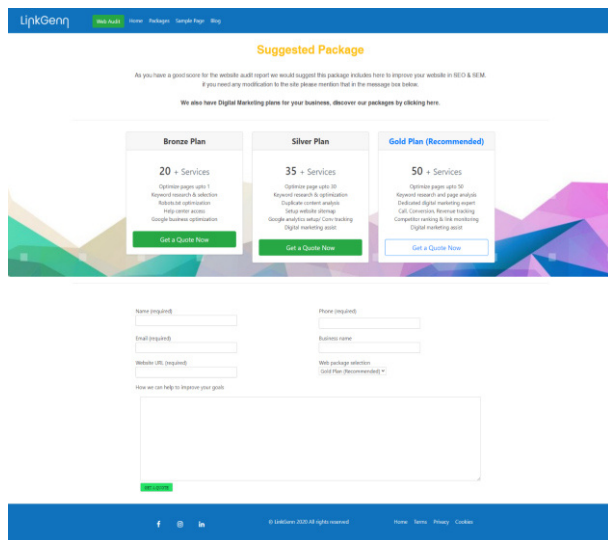 LinkGenn
Web Audit Home Packages Sample Page Blog
Suggested Package
As you have a good score for the website audit report we would suggest this package includes here to improve your website in SEO & SEM.
if you need any modification to the site please mention that in the message box below.
We also have Digital Marketing plans for your business, discover our packages by clicking here.
Bronze Plan
20 + Services
Optimize pages upto 1
Keyword research & selection
Robots.txt optimization
Help center access
Google business optimization
Get a Quote Now
Silver Plan
35 + Services
Optimize page upto 30
Keyword research & optimization
Duplicate content analysis
Setup website sitemap
Google analytics setup/ Conv tracking
Digital marketing assist
Get a Quote Now
Gold Plan (Recommended)
50 + Services
Optimize pages upto 50
Keyword research and page analysis
Dedicated digital marketing expert
Call, Conversion, Revenue tracking
Competitor ranking & link monitoring
Digital marketing assist
Get a Quote Now
Name (required)
Phone (required)
Email (required)
Business name
Website URL (required)
Web package selection
Gold Plan (Recommended)
How we can help to improve your goals
GET A QUOTE
© LinkGenn 2020 All rights reserved
Home Terms Privacy Cookies